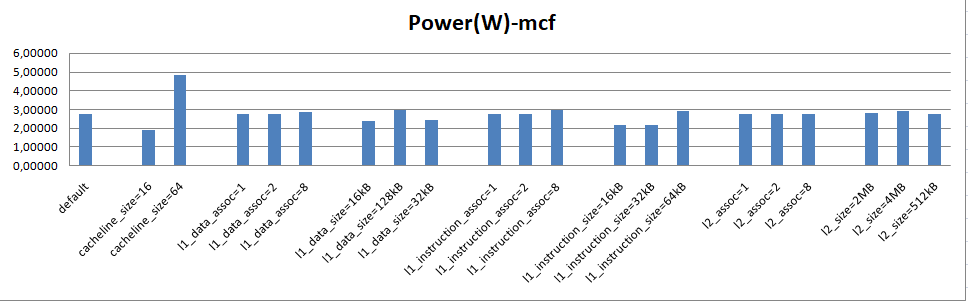 Power(W)-mcf
6,00000
5,00000
4,00000
3,00000
2,00000
1,00000
0,00000
default
cacheline_size=16
cacheline_size=64
l1_data_assoc=1
l1_data_assoc=2
l1_data_assoc=8
l1_data_size=16kB
l1_data_size=128kB
l1_data_size=32kB
l1_instruction_assoc=1
l1_instruction_assoc=2
l1_instruction_assoc=8
l1_instruction_size=16kB
l1_instruction_size=32kB
l1_instruction_size=64kB
l2_assoc=1
l2_assoc=2
l2_assoc=8
l2_size=2MB
l2_size=4MB
l2_size=512kB